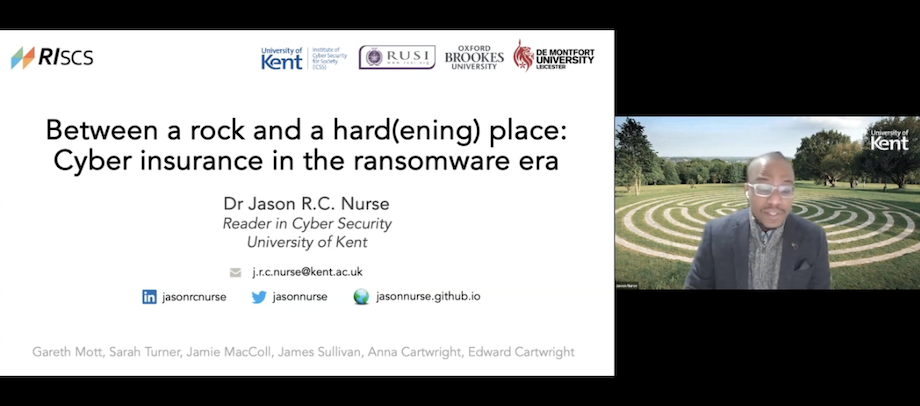 RISCS
University of Kent
Institute of Cyber Security for Society (ICSS)
RUSI
www.rusi.org
OXFORD BROOKES UNIVERSITY
DE MONTFORT UNIVERSITY LEICESTER
Between a rock and a hard(ening) place:
Cyber insurance in the ransomware era
Dr Jason R.C. Nurse
Reader in Cyber Security
University of Kent
j.r.c.nurse@kent.ac.uk
jasonrcnurse
jasonnurse
jasonnurse.github.io
Gareth Mott, Sarah Turner, Jamie MacColl, James Sullivan, Anna Cartwright, Edward Cartwright
University of
Kent
Jason Nurse